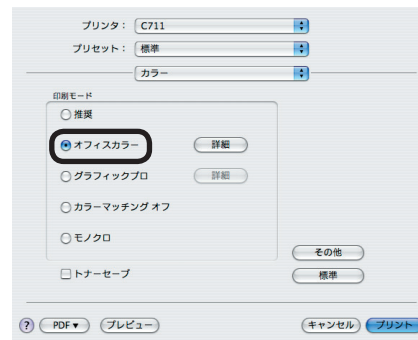 プリンタ： C711
プリセット： 標準
カラー
印刷モード
推奨
オフィスカラー 詳細
グラフィックプロ 詳細
カラーマッチング オフ
モノクロ
その他
トナーセーブ 標準
? PDF▼ プレビュー キャンセル プリント